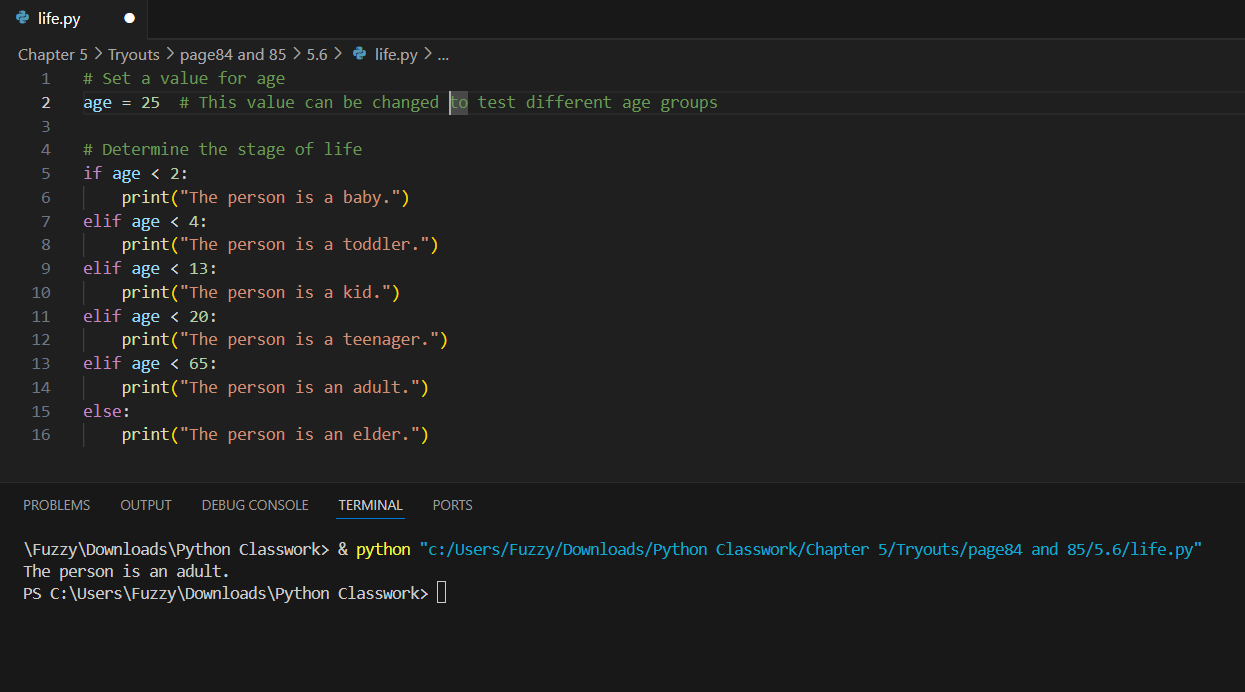 life.py
Chapter 5 > Tryouts > page84 and 85 > 5.6 > life.py > ...
1 # Set a value for age
2 age = 25  # This value can be changed to test different age groups
3
4 # Determine the stage of life
5 if age < 2:
6     print("The person is a baby.")
7 elif age < 4:
8     print("The person is a toddler.")
9 elif age < 13:
10     print("The person is a kid.")
11 elif age < 20:
12     print("The person is a teenager.")
13 elif age < 65:
14     print("The person is an adult.")
15 else:
16     print("The person is an elder.")
PROBLEMS OUTPUT DEBUG CONSOLE TERMINAL PORTS
\Fuzzy\Downloads\Python Classwork> & python "c:/Users/Fuzzy/Downloads/Python Classwork/Chapter 5/Tryouts/page84 and 85/5.6/life.py"
The person is an adult.
PS C:\Users\Fuzzy\Downloads\Python Classwork>